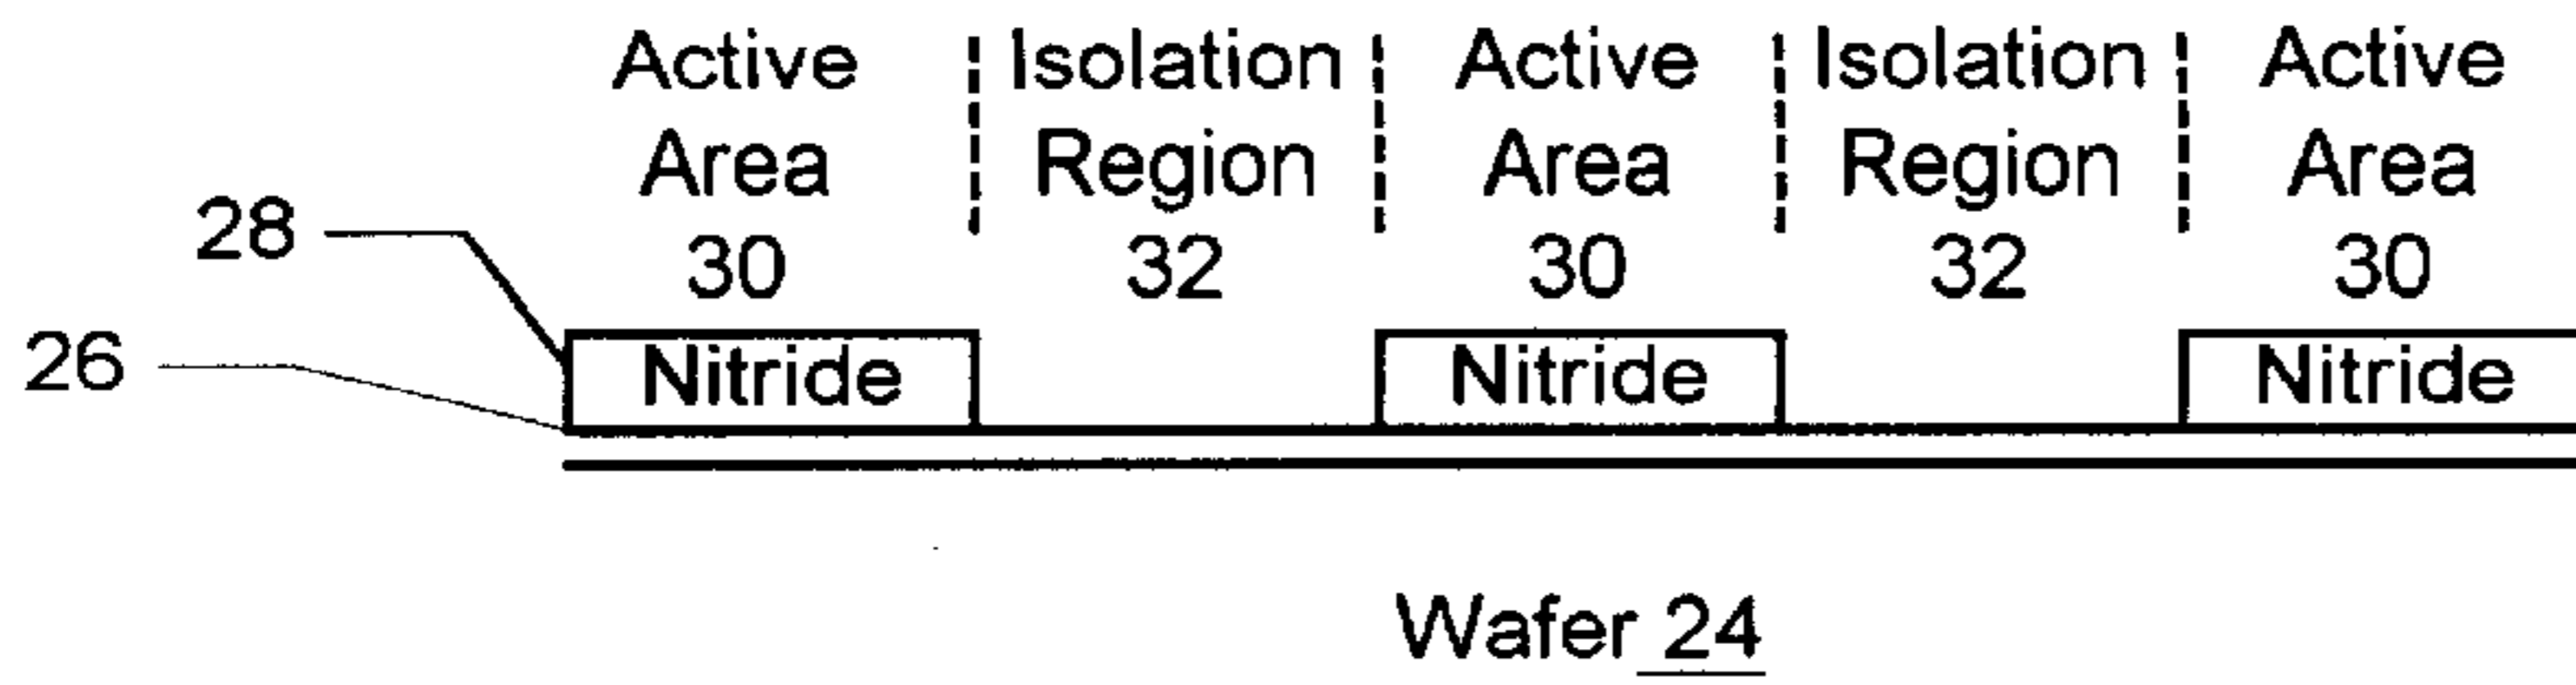 Active Isolation Active Isolation Active
Area Region Area Region Area
28 30 32 30 32 30
26 Nitride Nitride Nitride
Wafer 24